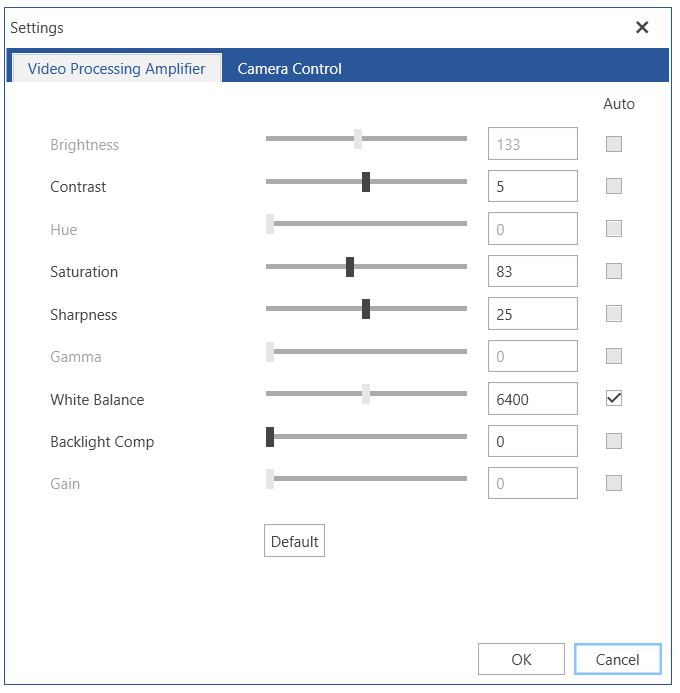 Settings
Video Processing Amplifier Camera Control
Auto
Brightness 133
Contrast 5
Hue 0
Saturation 83
Sharpness 25
Gamma 0
White Balance 6400
Backlight Comp 0
Gain 0
Default
OK Cancel